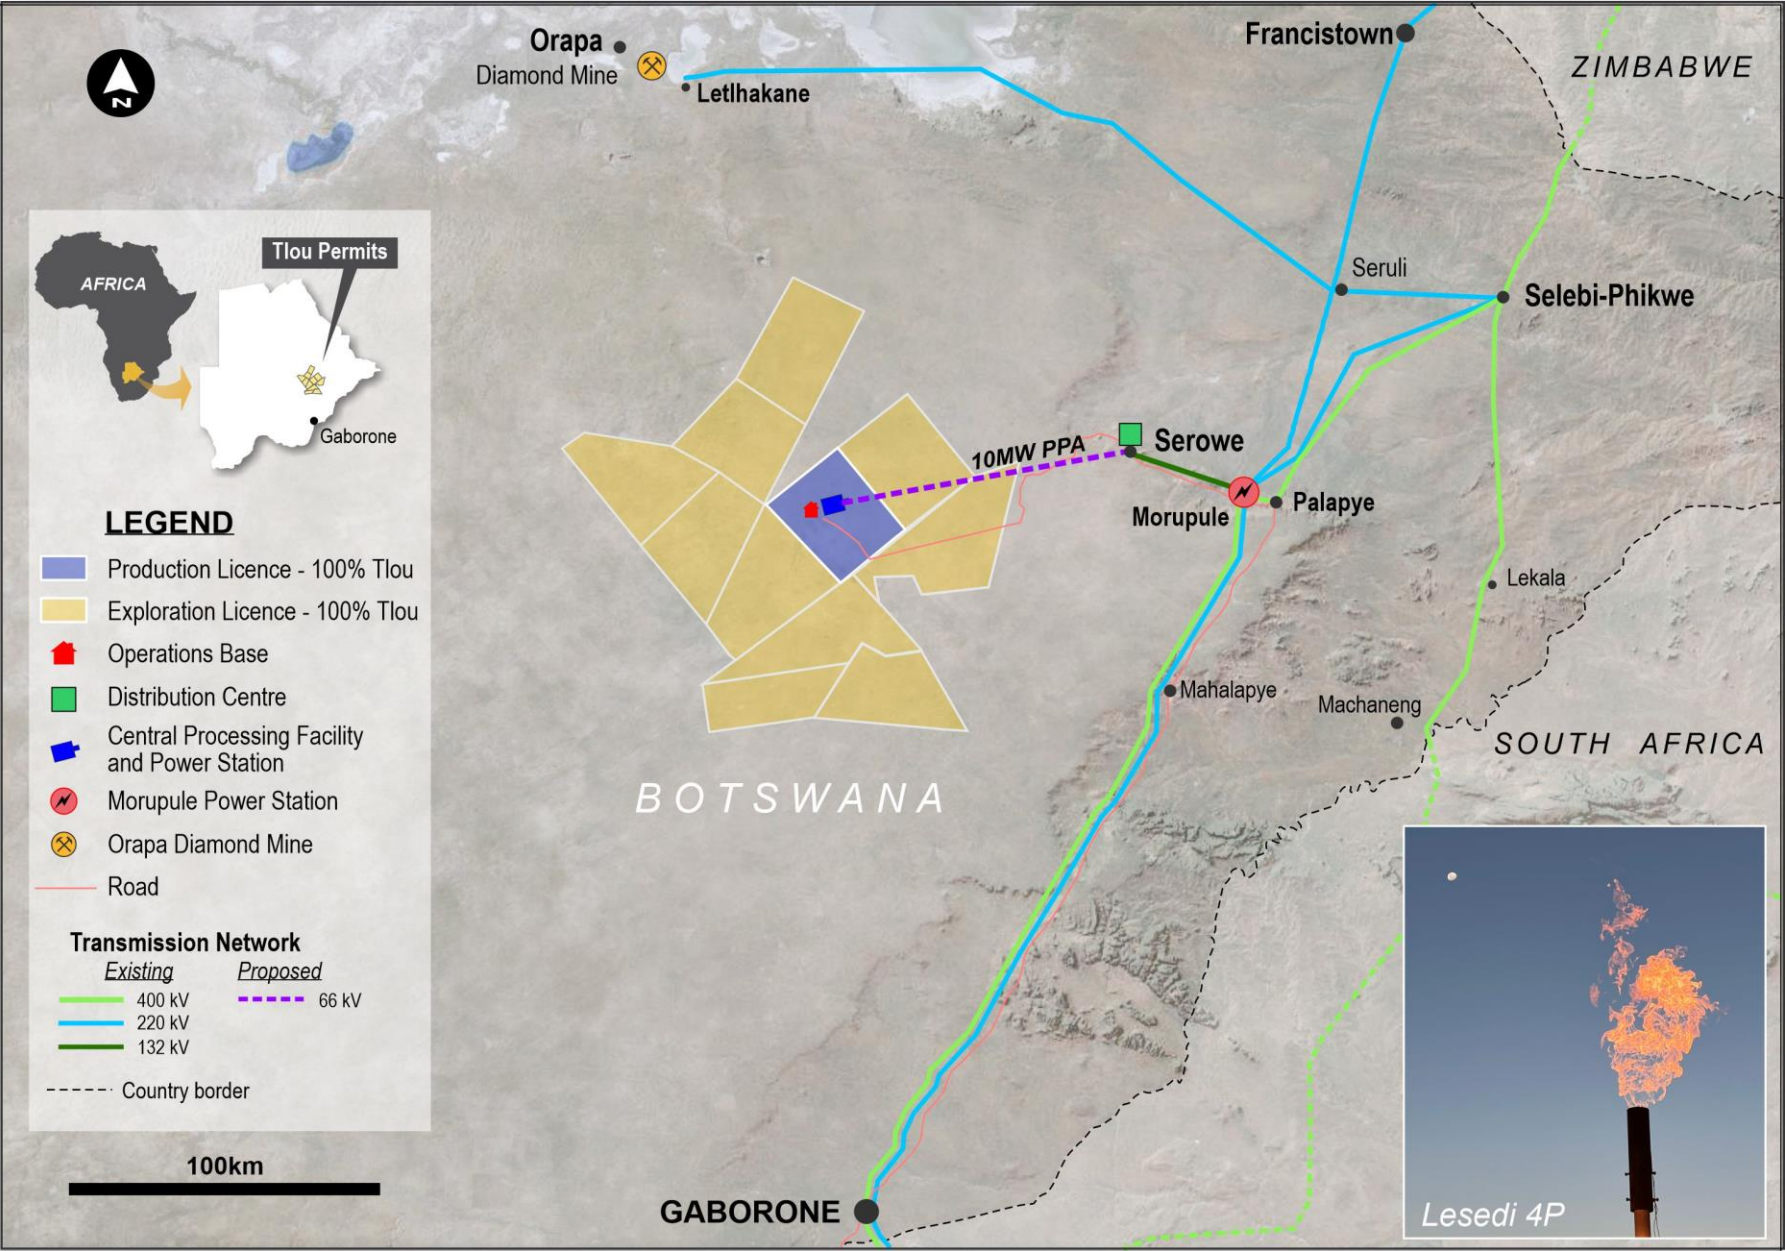 Orapa
Diamond Mine
Letlhakane
Francistown
ZIMBABWE
N
Tlou Permits
AFRICA
Gaborone
Seruli
Selebi-Phikwe
10MW PPA
Serowe
Morupule
Palapye
Lekala
Mahalapye
Machaneng
SOUTH AFRICA
BOTSWANA
GABORONE
LEGEND
Production Licence - 100% Tlou
Exploration Licence - 100% Tlou
Operations Base
Distribution Centre
Central Processing Facility
and Power Station
Morupule Power Station
Orapa Diamond Mine
Road
Transmission Network
Existing Proposed
400 kV 66 kV
220 kV
132 kV
Country border
100km
Lesedi 4P